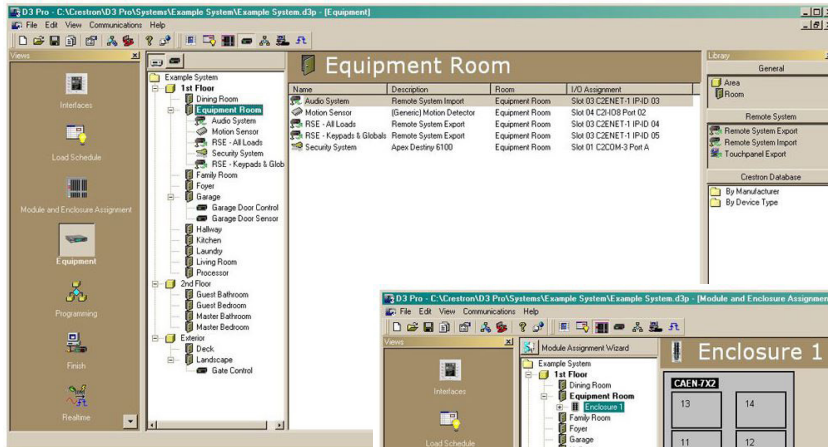 D3 Pro - C:\Crestron\D3 Pro\Systems\Example System\Example System.d3p - [Equipment]
File Edit View Communications Help
Views
Interfaces
Load Schedule
Module and Enclosure Assignment
Equipment
Programming
Finish
Realtime
Example System
1st Floor
Dining Room
Equipment Room
Audio System
Motion Sensor
RSE - All Loads
Security System
RSE - Keypads & Glob
Family Room
Foyer
Garage
Garage Door Control
Garage Door Sensor
Hallway
Kitchen
Laundry
Living Room
Processor
2nd Floor
Guest Bathroom
Guest Bedroom
Master Bathroom
Master Bedroom
Exterior
Deck
Landscape
Gate Control
Equipment Room
Name Description Room I/O Assignment
Audio System Remote System Import Equipment Room Slot 03 C2ENET-1 IP-ID 03
Motion Sensor (Generic) Motion Detector Equipment Room Slot 04 C2I-IO8 Port 02
RSE - All Loads Remote System Export Equipment Room Slot 03 C2ENET-1 IP-ID 04
RSE - Keypads & Globals Remote System Export Equipment Room Slot 03 C2ENET-1 IP-ID 05
Security System Apex Destiny 6100 Equipment Room Slot 01 C2COM-3 Port A
Library
General
Area
Room
Remote System
Remote System Export
Remote System Import
Touchpanel Export
Crestron Database
By Manufacturer
By Device Type
D3 Pro - C:\Crestron\D3 Pro\Systems\Example System\Example System.d3p - [Module and Enclosure Assignmen
File Edit View Communications Help
Views
Interfaces
Load Schedule
Module Assignment Wizard
Example System
1st Floor
Dining Room
Equipment Room
Enclosure 1
Family Room
Foyer
Garage
Enclosure 1
CAEN-7X2
13 14
11 12